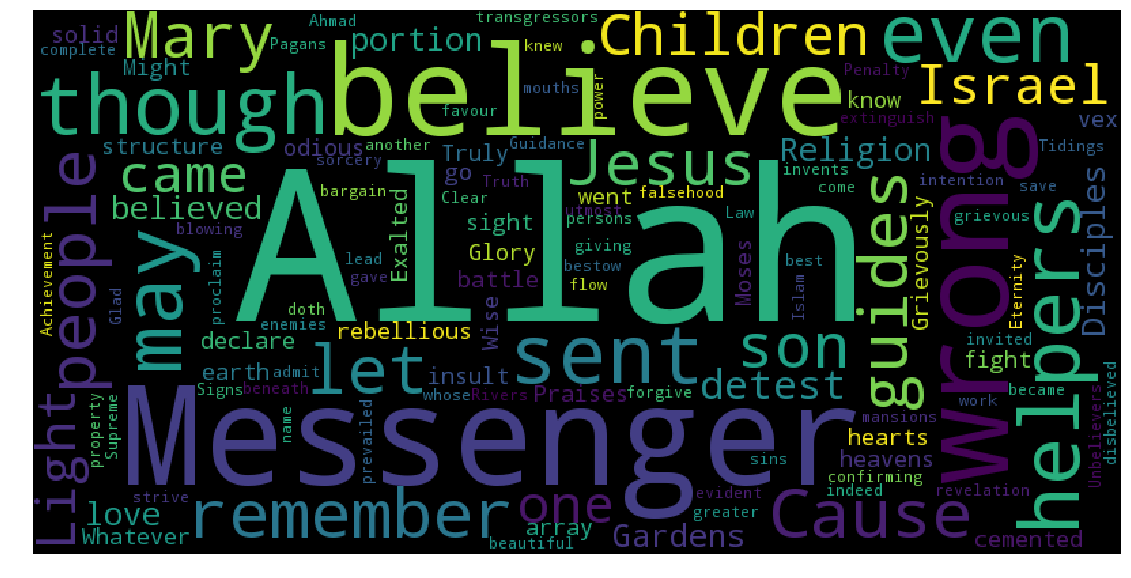 solid
complete
Mary
Ahmad
Pagans
portion
transgressors
knew
Children
even
Might
believe
mouths
power
Penalty
Israel
though
favour
know
extinguish
vex
structure
odious
another
sorcery
Truly
Guidance
Jesus
Religion
invents
Tidings
people
came
bargain
go
Truth
Clear
went
falsehood
come
intention
save
believed
blowing
Allah
Exalted
sight
utmost
persons
Law
guides
grievous
wrong
helpers
Disciples
Light
may
proclaim
lead
gave
Glory
giving
bestow
flow
battle
Moses
best
Islam
Grievously
Eternity
Achievement
Glad
doth
enemies
rebellious
Wise
sent
son
invited
fight
declare
earth
admit
let
insult
detest
became
work
Signs
beneath
whose
Rivers
Praises
forgive
mansions
property
Supreme
name
prevailed
Messenger
hearts
Unbelievers
disbelieved
sins
heavens
confirming
strive
remember
one
evident
indeed
revelation
love
Whatever
array
greater
Cause
beautiful
Gardens
cemented